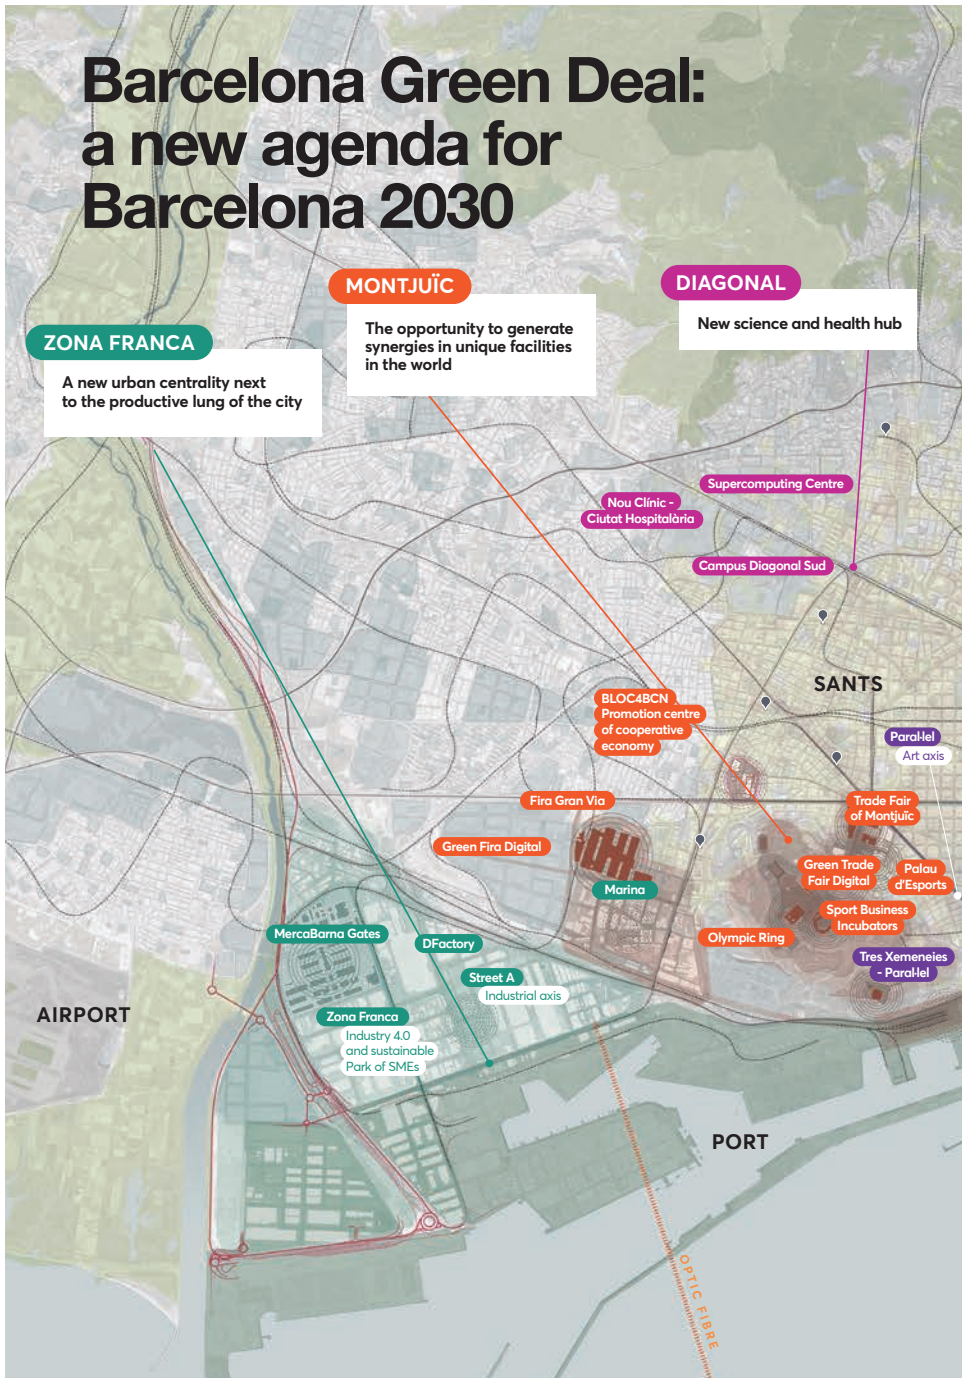 Barcelona Green Deal:
a new agenda for
Barcelona 2030
ZONA FRANCA
A new urban centrality next
to the productive lung of the city
MONTJUÏC
The opportunity to generate
synergies in unique facilities
in the world
DIAGONAL
New science and health hub
Supercomputing Centre
Nou Clínic -
Ciutat Hospitalària
Campus Diagonal Sud
SANTS
BLOC4BCN
Promotion centre
of cooperative
economy
Paral·lel
Art axis
Fira Gran Via
Trade Fair
of Montjuïc
Green Fira Digital
Green Trade
Fair Digital
Palau
d'Esports
Marina
Sport Business
Incubators
MercaBarna Gates
DFactory
Olympic Ring
Tres Xemeneies
- Paral·lel
Street A
Industrial axis
AIRPORT
Zona Franca
Industry 4.0
and sustainable
Park of SMEs
PORT
OPTIC FIBRE